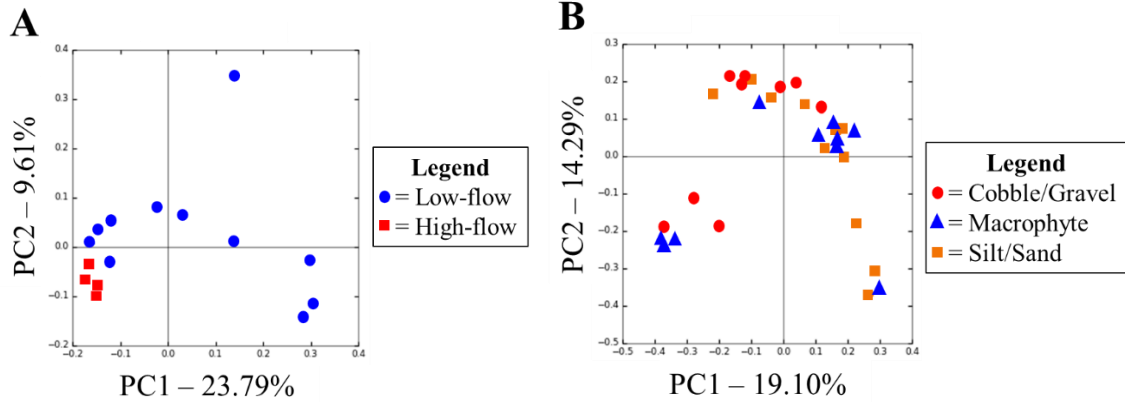 A
0.4
0.3
0.2
0.1
0.0
−0.1
−0.2
−0.2
−0.1
0.0
0.1
0.2
0.3
0.4
PC2 – 9.61%
PC1 – 23.79%
Legend
= Low-flow
= High-flow
B
0.3
0.2
0.1
0.0
−0.1
−0.2
−0.3
−0.4
−0.5
−0.5
−0.4
−0.3
−0.2
−0.1
0.0
0.1
0.2
0.3
0.4
PC2 – 14.29%
PC1 – 19.10%
Legend
= Cobble/Gravel
= Macrophyte
= Silt/Sand